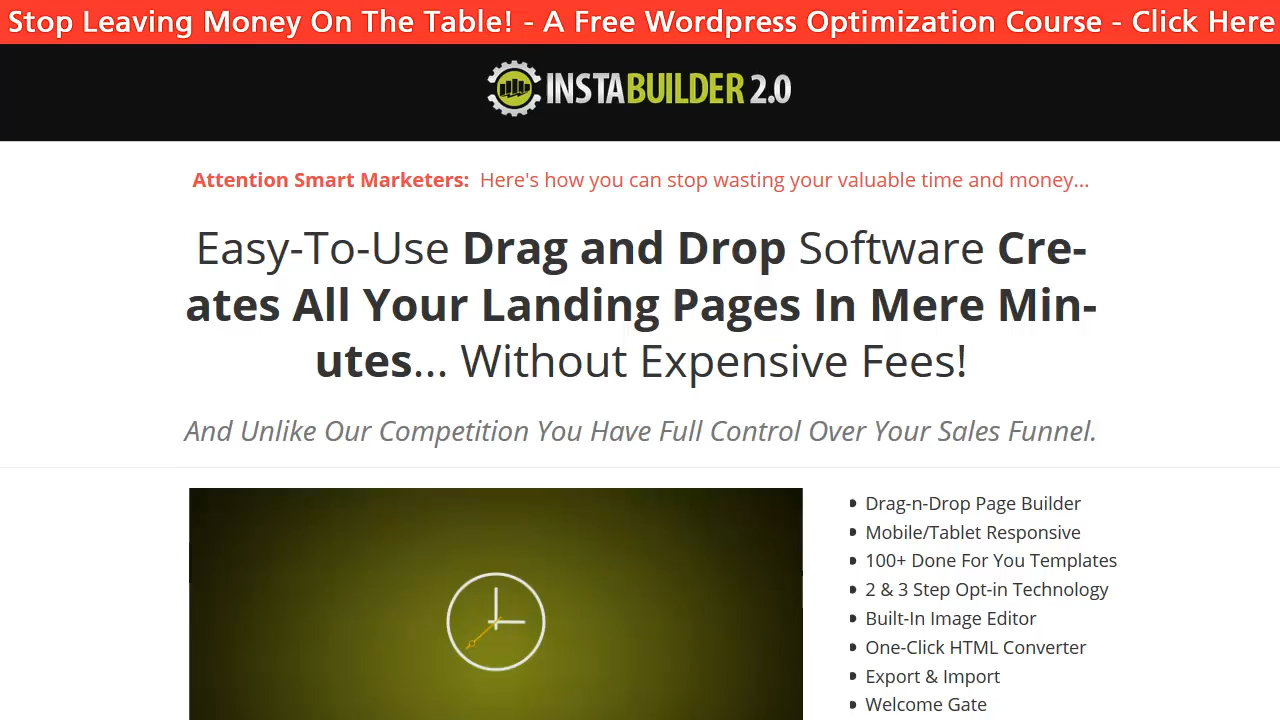 Stop Leaving Money On The Table! - A Free Wordpress Optimization Course - Click Here
INSTABUILDER 2.0
Attention Smart Marketers: Here's how you can stop wasting your valuable time and money...
Easy-To-Use Drag and Drop Software Cre-
ates All Your Landing Pages In Mere Min-
utes... Without Expensive Fees!
And Unlike Our Competition You Have Full Control Over Your Sales Funnel.
Drag-n-Drop Page Builder
Mobile/Tablet Responsive
100+ Done For You Templates
2 & 3 Step Opt-in Technology
Built-In Image Editor
One-Click HTML Converter
Export & Import
Welcome Gate